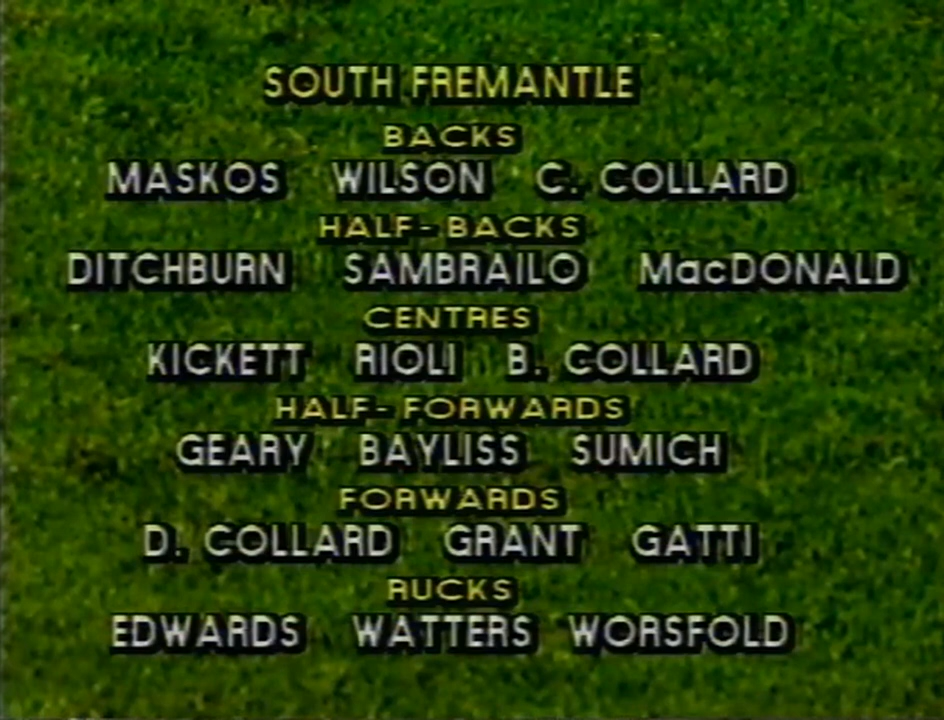 SOUTH FREMANTLE
BACKS
MASKOS WILSON C. COLLARD
HALF-BACKS
DITCHBURN SAMBRAILO MacDONALD
CENTRES
KICKETT RIOLI B. COLLARD
HALF-FORWARDS
GEARY BAYLISS SUMICH
FORWARDS
D. COLLARD GRANT GATTI
RUCKS
EDWARDS WATTERS WORSFOLD